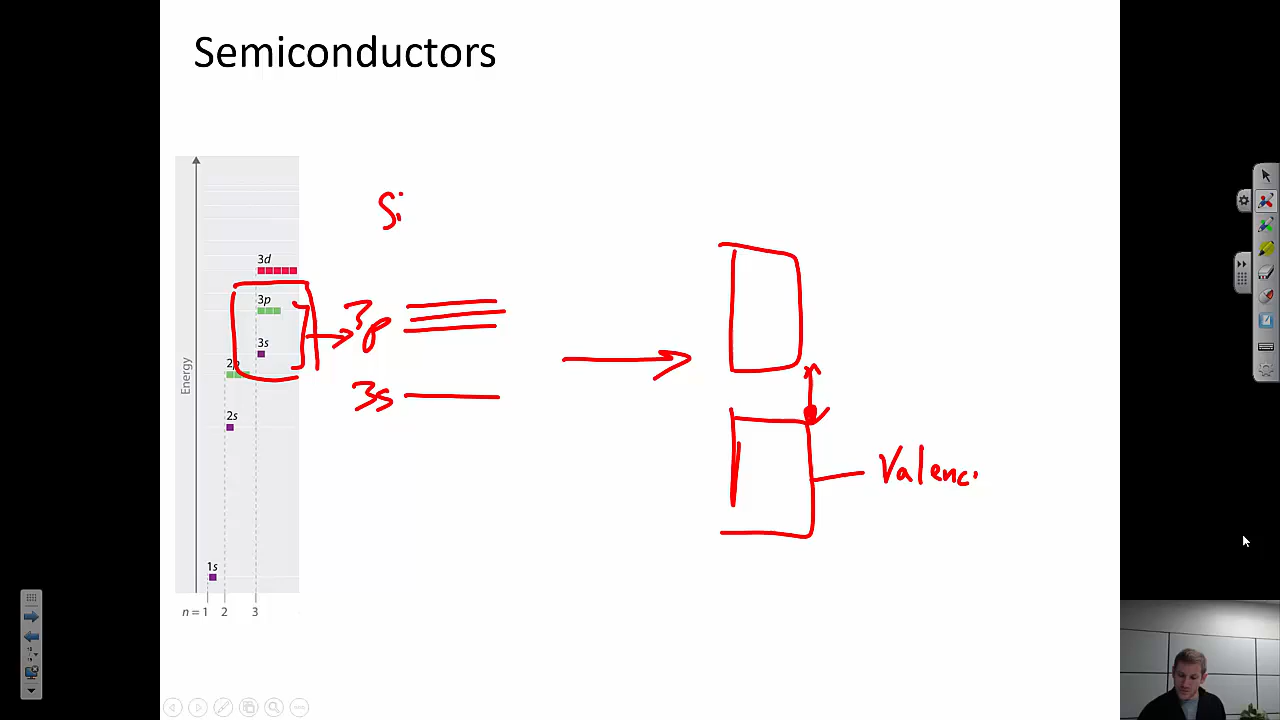 Semiconductors
Si
3d
3p
3s
2p
2s
1s
Energy
n = 1 2 3
3p
3s
Valenc